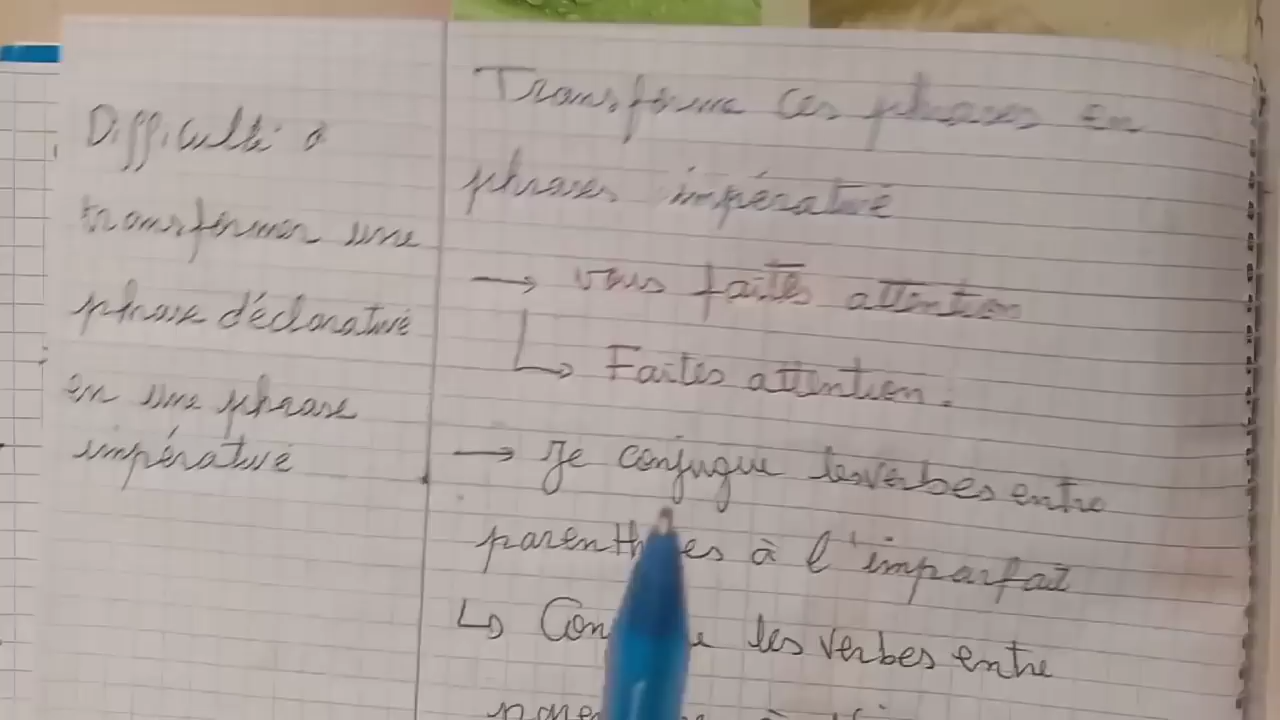 Difficulté à
transformer une
phrase déclarative
en une phrase
impérative
Transforme ces phrases en
phrases impérative
→ vous faites attention
↳ Faites attention.
→ Je conjugue les verbes entre
parenthèses à l'imparfait
↳ les verbes entre